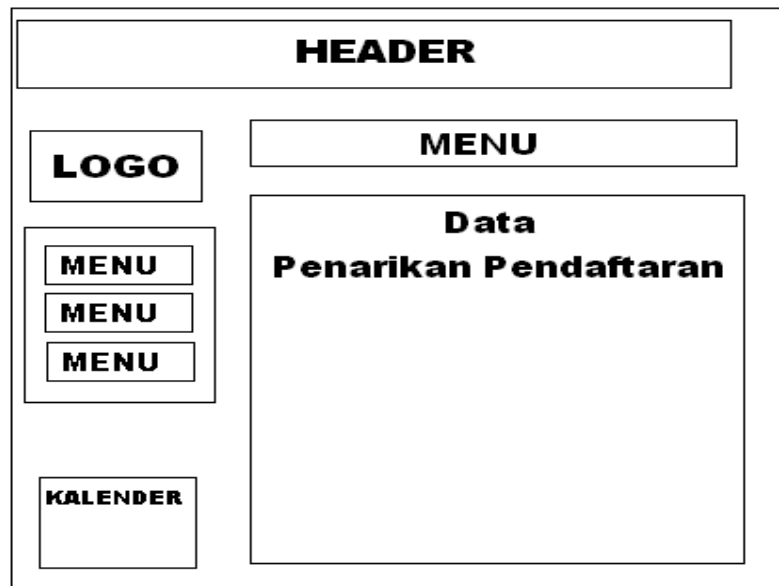 HEADER
LOGO
MENU
MENU
MENU
MENU
KALENDER
Data
Penarikan Pendaftaran